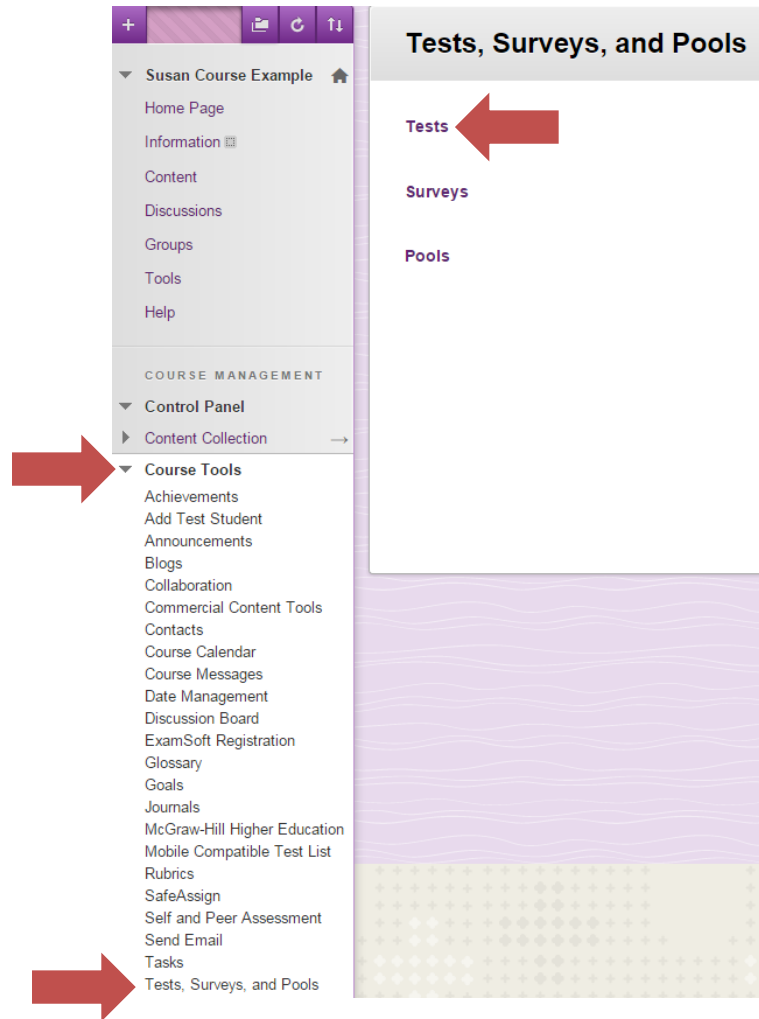 Susan Course Example
Home Page
Information
Content
Discussions
Groups
Tools
Help
COURSE MANAGEMENT
Control Panel
Content Collection
Course Tools
Achievements
Add Test Student
Announcements
Blogs
Collaboration
Commercial Content Tools
Contacts
Course Calendar
Course Messages
Date Management
Discussion Board
ExamSoft Registration
Glossary
Goals
Journals
McGraw-Hill Higher Education
Mobile Compatible Test List
Rubrics
SafeAssign
Self and Peer Assessment
Send Email
Tasks
Tests, Surveys, and Pools
Tests, Surveys, and Pools
Tests
Surveys
Pools